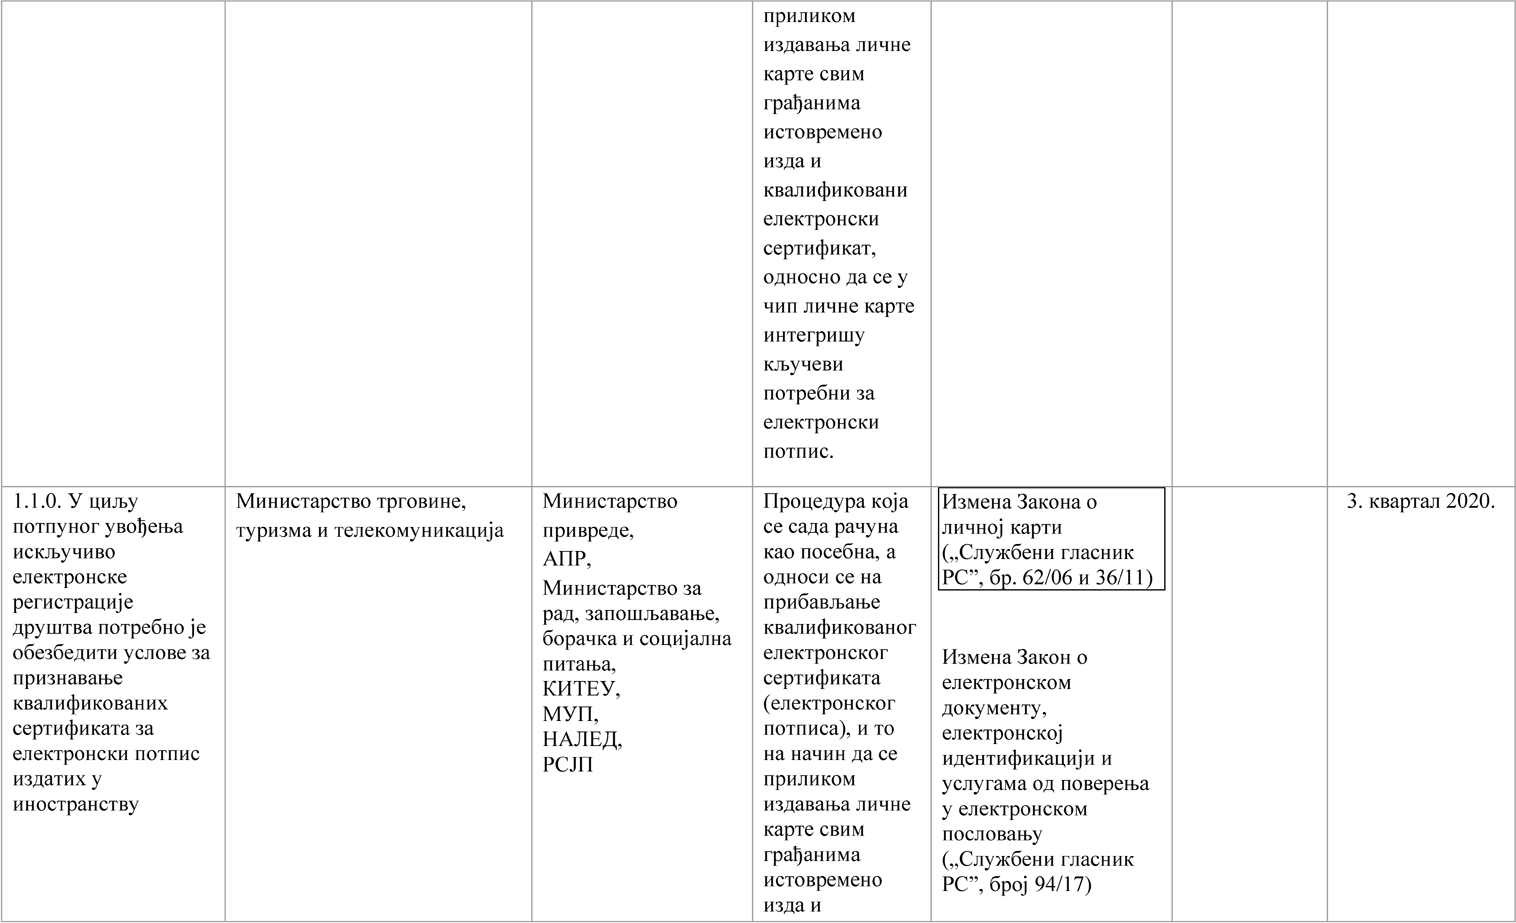 приликом
издавања личне
карте свим
грађанима
истовремено
изда и
квалификовани
електронски
сертификат,
односно да се у
чип личне карте
интегришу
кључеви
потребни за
електронски
потпис.
1.1.0. У циљу
потпуног увођења
искључиво
електронске
регистрације
друштва потребно је
обезбедити услове за
признавање
квалификованих
сертификата за
електронски потпис
издатих у
иностранству
Министарство трговине,
туризма и телекомуникација
Министарство
привреде,
АПР,
Министарство за
рад, запошљавање,
борачка и социјална
питања,
КИТЕУ,
МУП,
НАЛЕД,
РСЈП
Процедура која
се сада рачуна
као посебна, а
односи се на
прибављање
квалификованог
електронског
сертификата
(електронског
потписа), и то
на начин да се
приликом
издавања личне
карте свим
грађанима
истовремено
изда и
Измена Закона о
личној карти
(„Службени гласник
РС”, бр. 62/06 и 36/11)
Измена Закон о
електронском
документу,
електронској
идентификацији и
услугама од поверења
у електронском
пословању
(„Службени гласник
РС”, број 94/17)
3. квартал 2020.